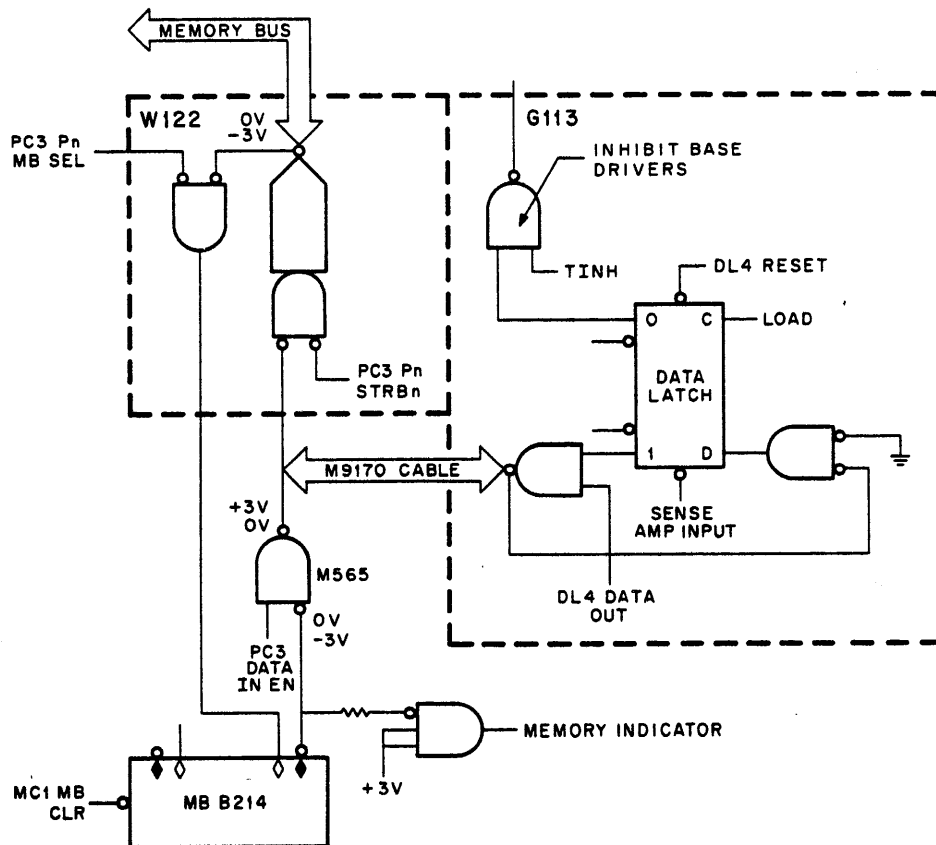 MEMORY BUS
W122
0V
-3V
G113
PC3 Pn
MB SEL
INHIBIT BASE
DRIVERS
TINH
DL4 RESET
0 C
LOAD
DATA
LATCH
PC3 Pn
STRBn
1 D
M9170 CABLE
+3V
0V
SENSE
AMP INPUT
M565
DL4 DATA
OUT
0V
-3V
PC3
DATA
IN EN
MEMORY INDICATOR
+3V
MC1 MB
CLR
MB B214